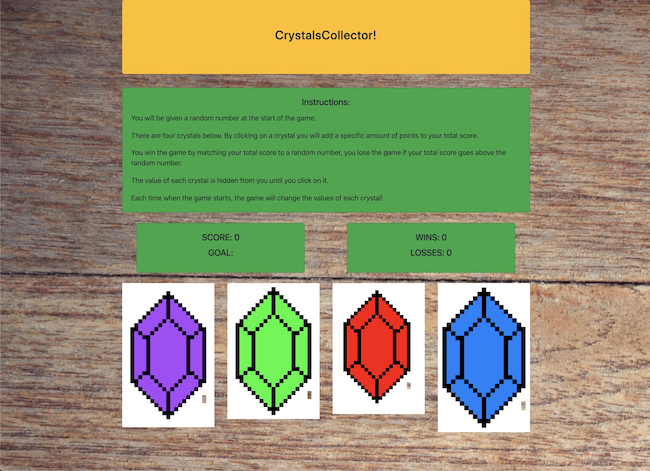 CrystalsCollector!
Instructions:
You will be given a random number at the start of the game.
There are four crystals below. By clicking on a crystal you will add a specific amount of points to your total score.
You win the game by matching your total score to a random number, you lose the game if your total score goes above the
random number.
The value of each crystal is hidden from you until you click on it.
Each time when the game starts, the game will change the values of each crystal!
SCORE: 0
GOAL:
WINS: 0
LOSSES: 0